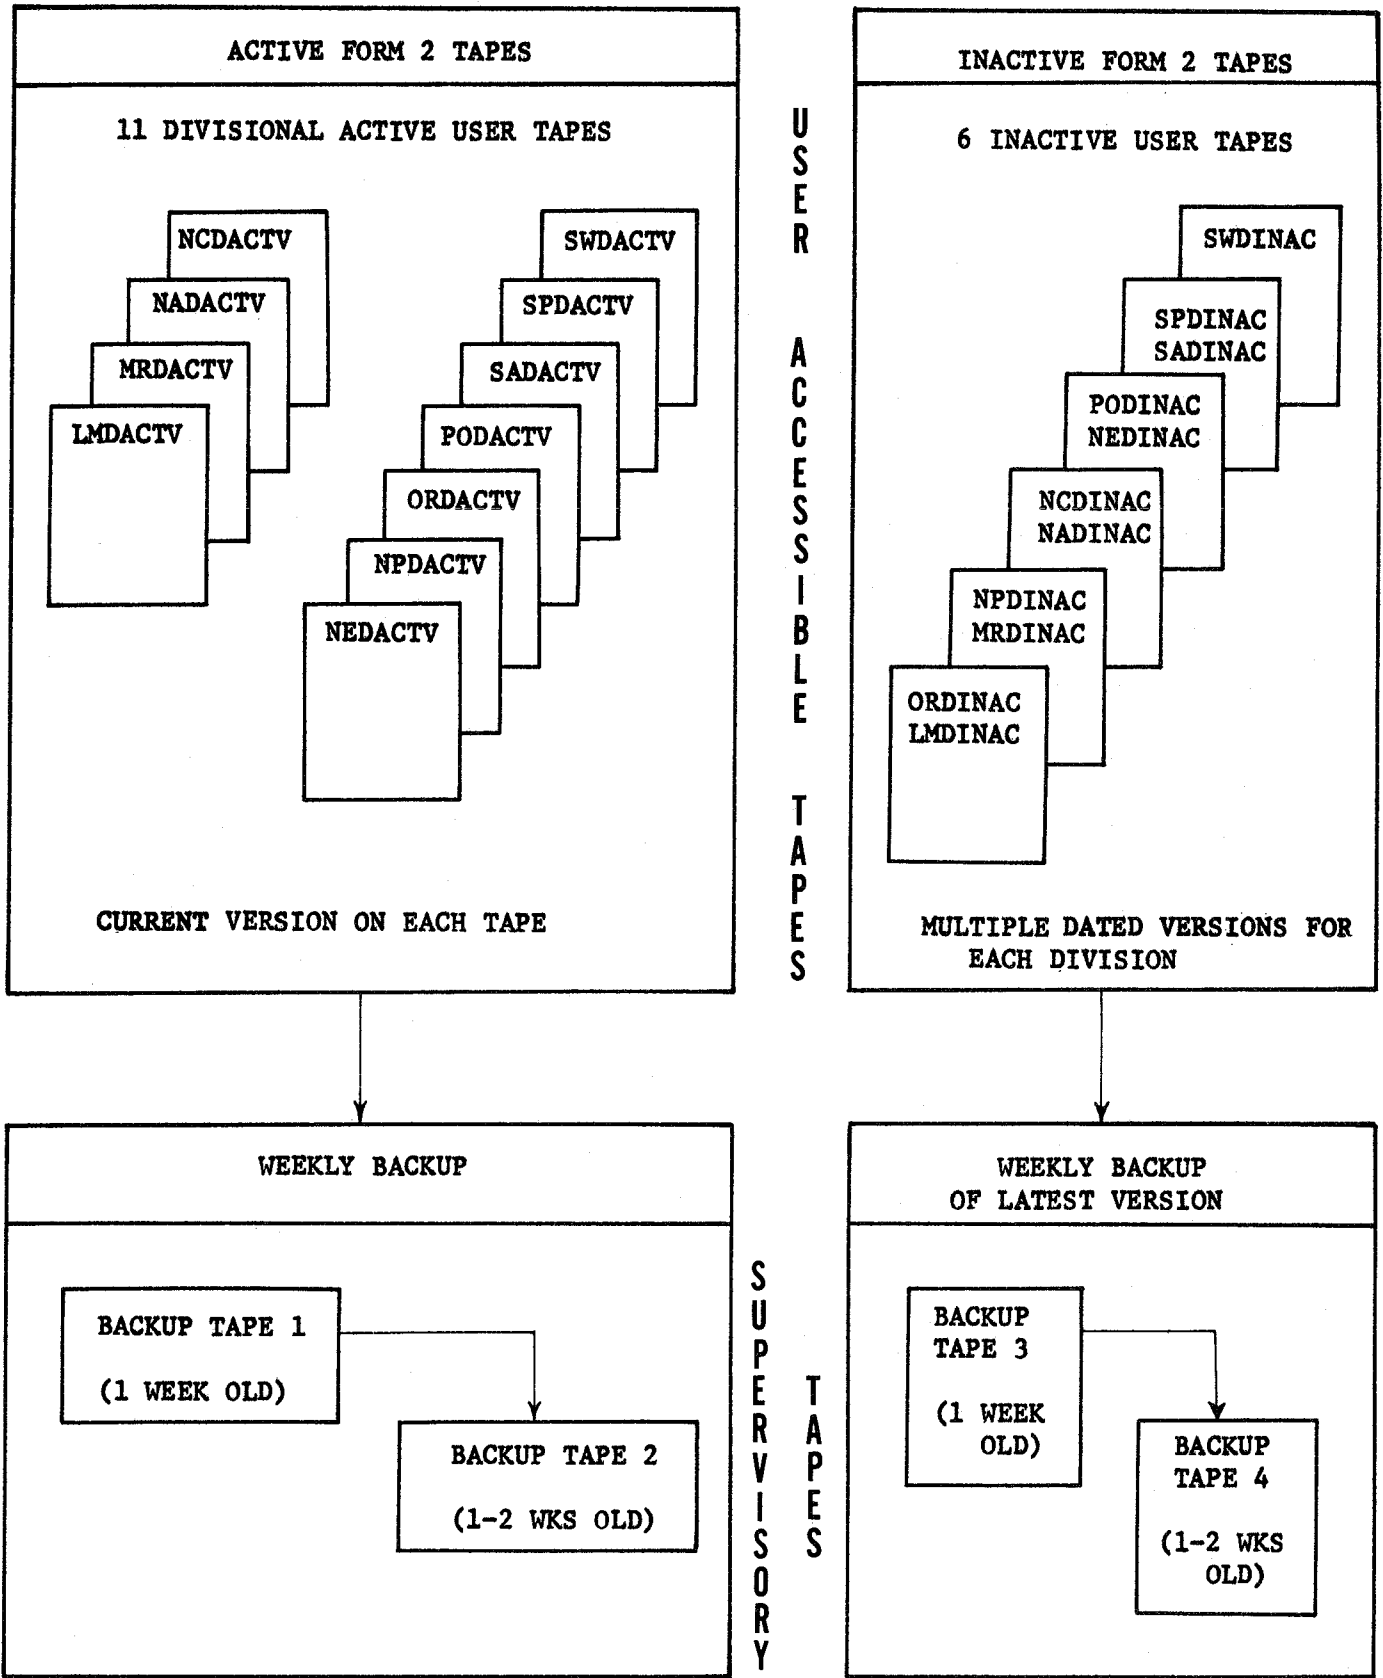 ACTIVE FORM 2 TAPES
11 DIVISIONAL ACTIVE USER TAPES
NCDACTV
NADACTV
MRDACTV
LMDACTV
SWDACTV
SPDACTV
SADACTV
PODACTV
ORDACTV
NPDACTV
NEDACTV
CURRENT VERSION ON EACH TAPE
USER ACCESSIBLE TAPES
INACTIVE FORM 2 TAPES
6 INACTIVE USER TAPES
SWDINAC
SPDINAC
SADINAC
PODINAC
NEDINAC
NCDINAC
NADINAC
NPDINAC
MRDINAC
ORDINAC
LMDINAC
MULTIPLE DATED VERSIONS FOR
EACH DIVISION
WEEKLY BACKUP
BACKUP TAPE 1
(1 WEEK OLD)
BACKUP TAPE 2
(1-2 WKS OLD)
SUPERVISORY
TAPES
WEEKLY BACKUP
OF LATEST VERSION
BACKUP
TAPE 3
(1 WEEK
OLD)
BACKUP
TAPE 4
(1-2 WKS
OLD)